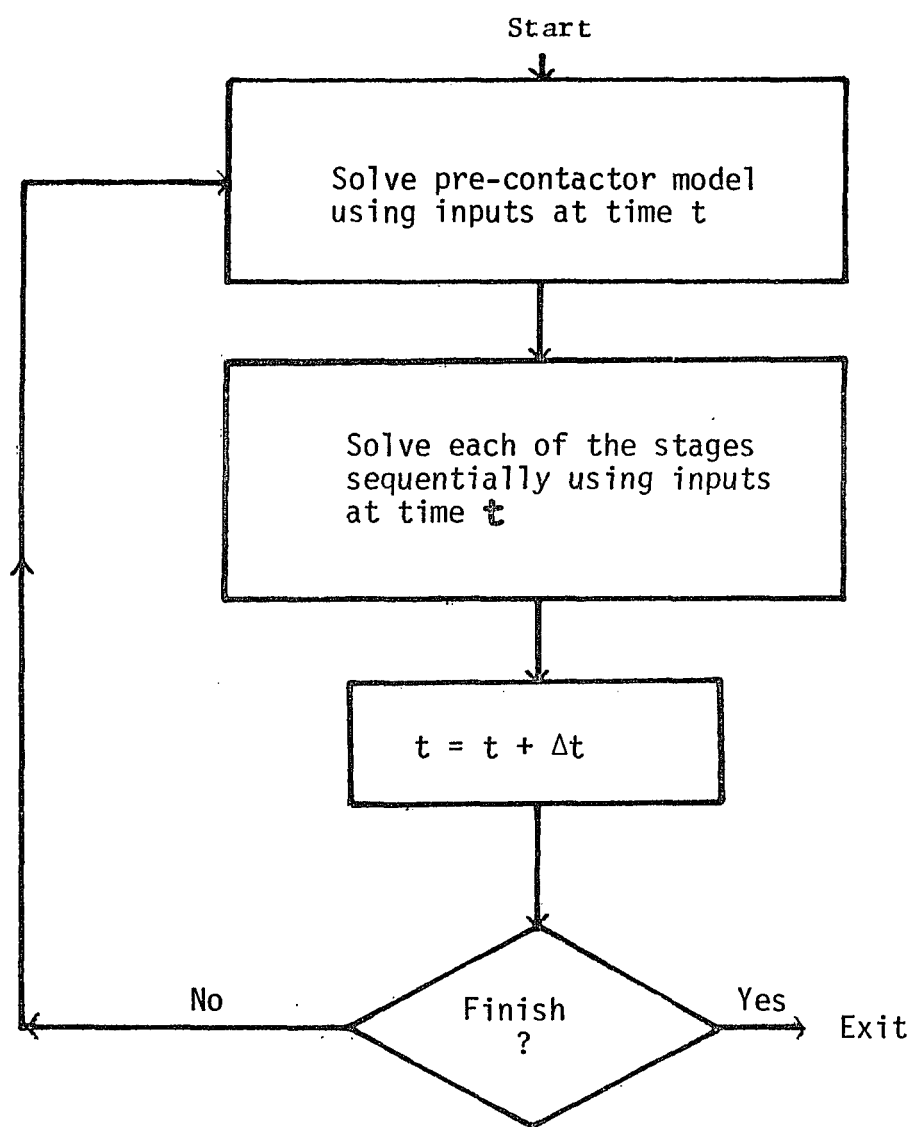 Start
Solve pre-contactor model
using inputs at time t
Solve each of the stages
sequentially using inputs
at time t
t = t + Δt
No
Finish
?
Yes
Exit